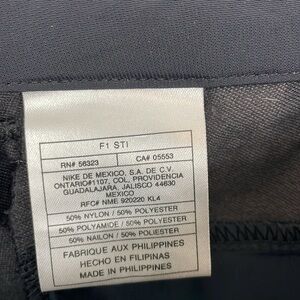 F1 STI
RN# 56323 CA# 05553
NIKE DE MEXICO, S.A. DE C.V.
ONTARIO#1107, COL. PROVIDENCIA
GUADALAJARA, JALISCO 44630
MEXICO
RFC# NME 920220 KL4
50% NYLON / 50% POLYESTER
50% POLYAMIDE / 50% POLYESTER
50% NAILON / 50% POLIESTER
FABRIQUE AUX PHILIPPINES
HECHO EN FILIPINAS
MADE IN PHILIPPINES